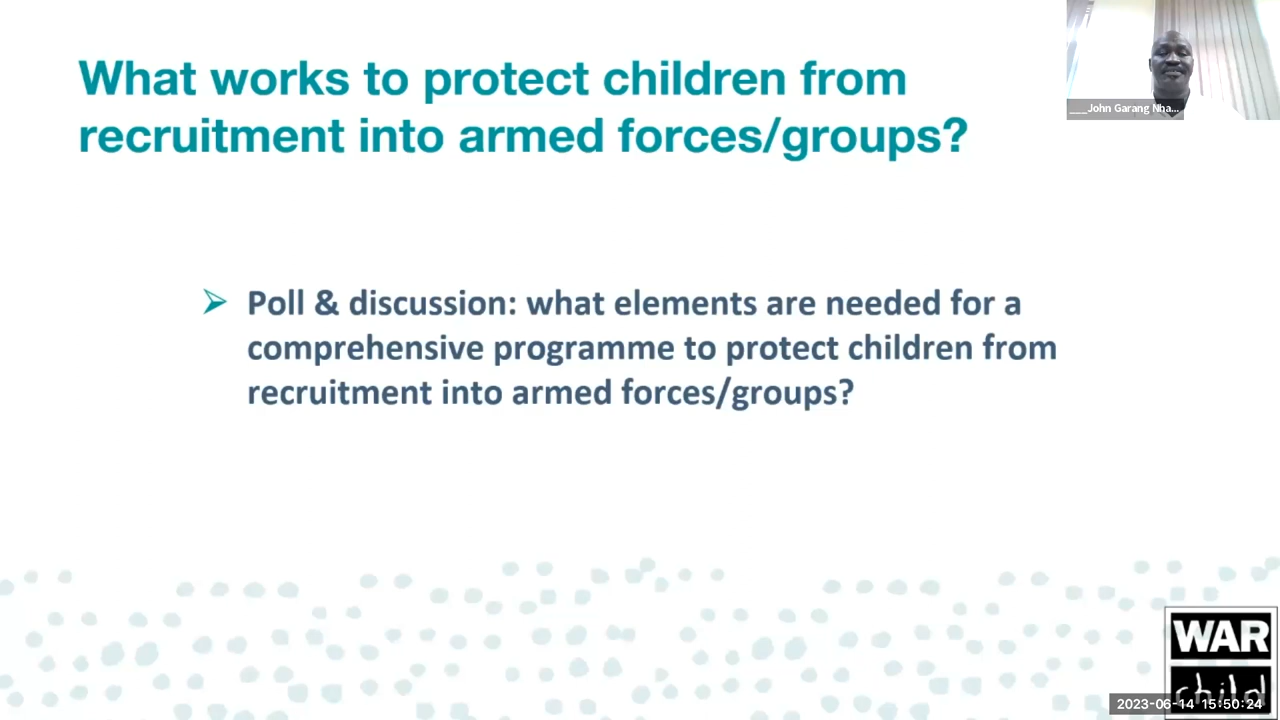 What works to protect children from
recruitment into armed forces/groups?
___John Garang Nha...
➢ Poll & discussion: what elements are needed for a
comprehensive programme to protect children from
recruitment into armed forces/groups?
WAR
child
2023-06-14 15:50:24